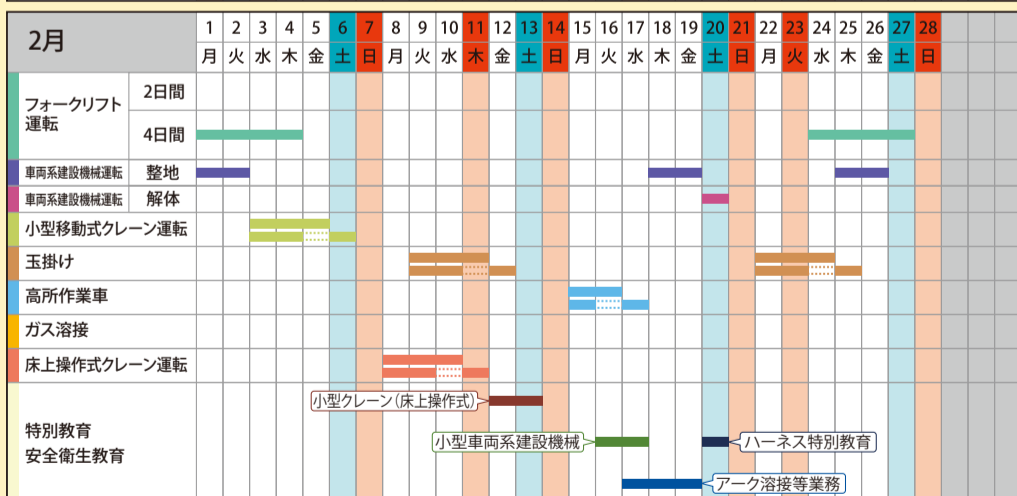 2月
1 2 3 4 5 6 7 8 9 10 11 12 13 14 15 16 17 18 19 20 21 22 23 24 25 26 27 28
月 火 水 木 金 土 日 月 火 水 木 金 土 日 月 火 水 木 金 土 日 月 火 水 木 金 土 日
フォークリフト
運転
2日間
4日間
車両系建設機械運転 整地
車両系建設機械運転 解体
小型移動式クレーン運転
玉掛け
高所作業車
ガス溶接
床上操作式クレーン運転
特別教育
安全衛生教育
小型クレーン（床上操作式）
小型車両系建設機械
ハーネス特別教育
アーク溶接等業務